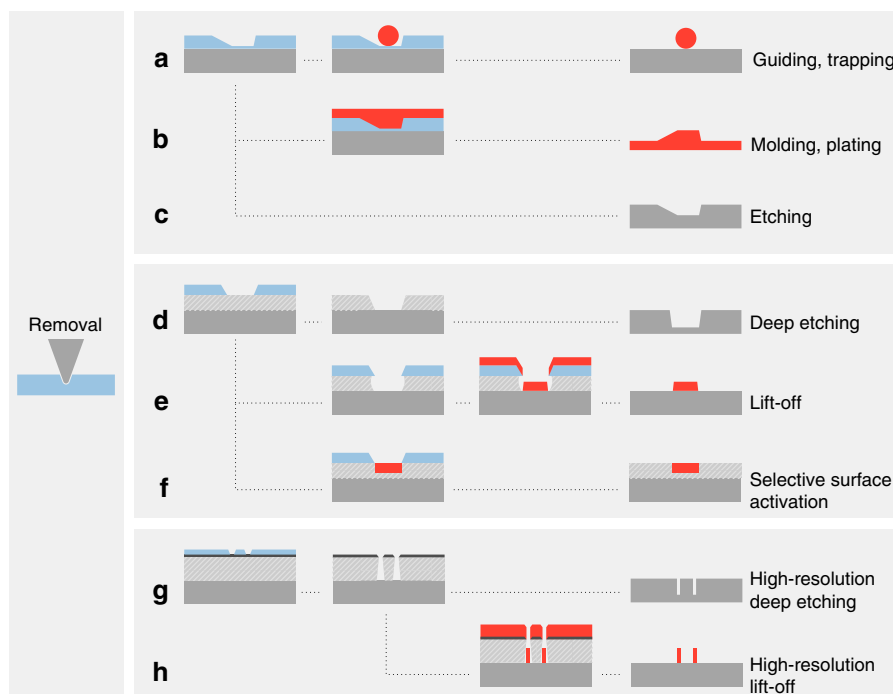 Removal
a
Guiding, trapping
b
Molding, plating
c
Etching
d
Deep etching
e
Lift-off
f
Selective surface
activation
g
High-resolution
deep etching
h
High-resolution
lift-off